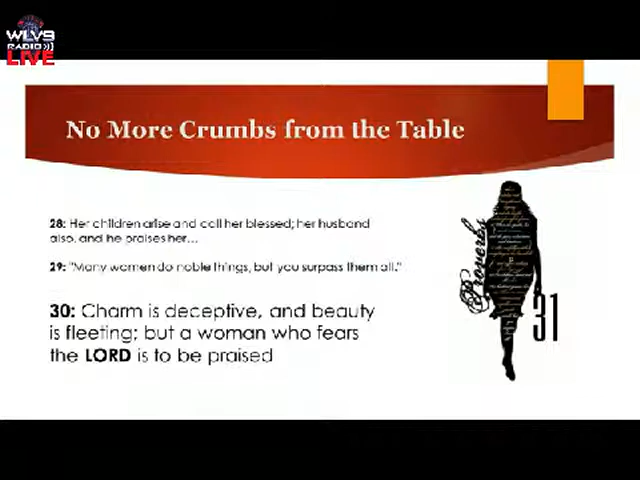 WLVS
RADIO
LIVE
No More Crumbs from the Table
28: Her children arise and call her blessed; her husband
also, and he praises her...
29: "Many women do noble things, but you surpass them all."
30: Charm is deceptive, and beauty
is fleeting; but a woman who fears
the LORD is to be praised
Proverbs
31